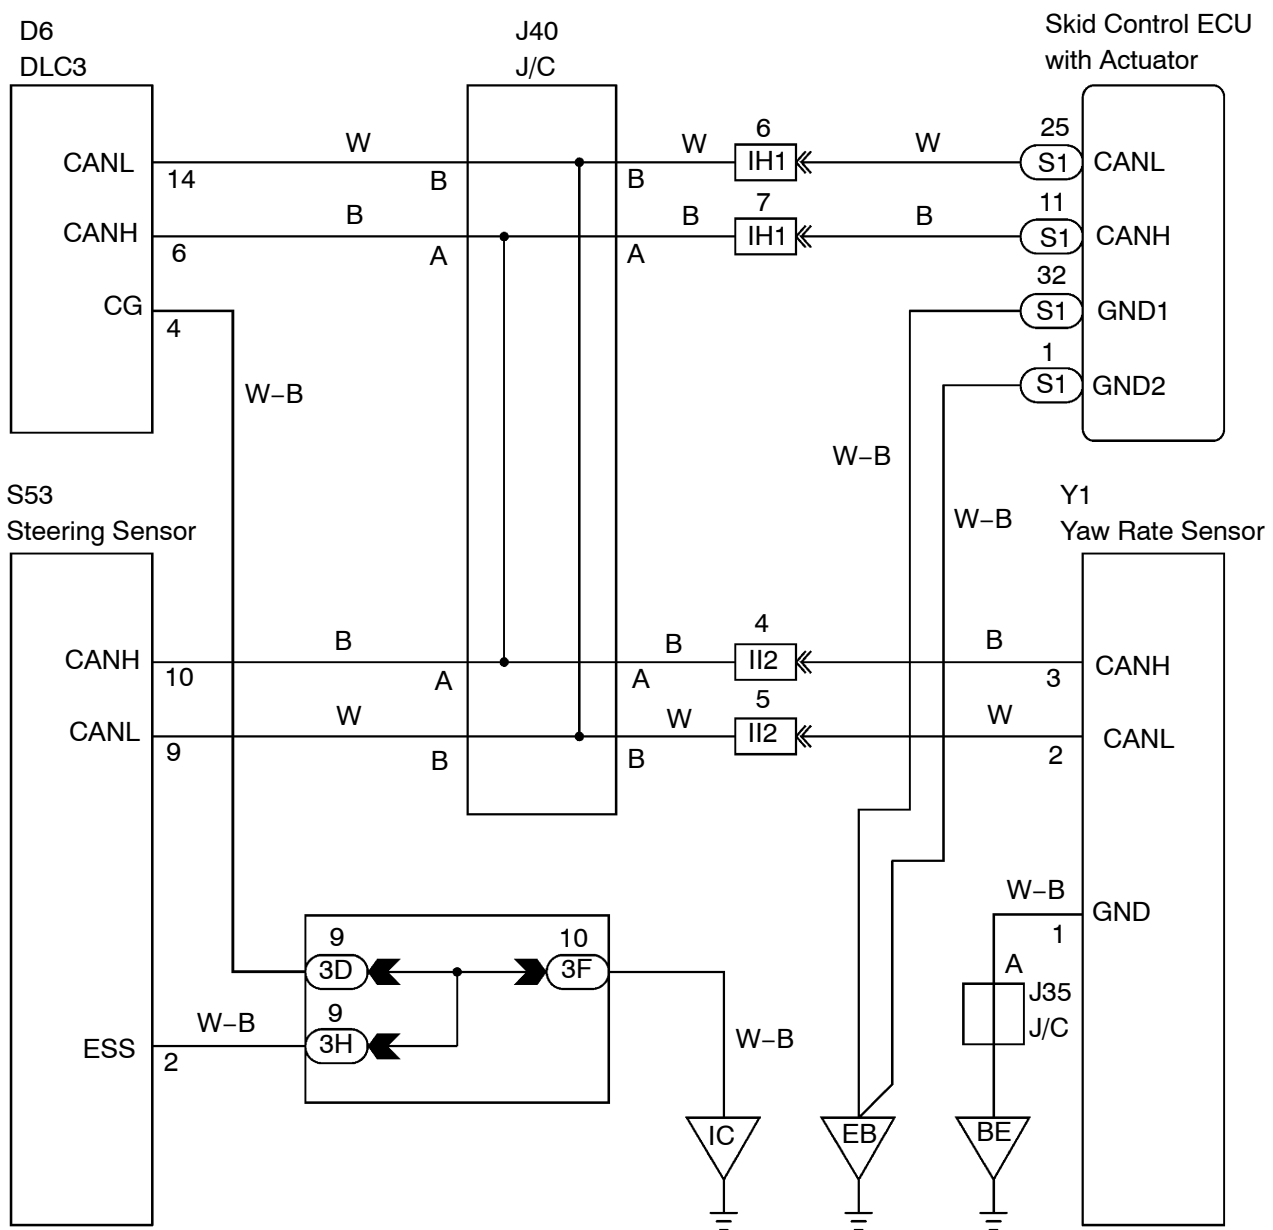 D6
DLC3
J40
J/C
Skid Control ECU
with Actuator
CANL
14
W
B
B
W
6
IH1
W
25
S1
CANL
CANH
6
B
A
A
B
7
IH1
B
11
S1
CANH
CG
4
W–B
32
S1
GND1
1
S1
GND2
W–B
W–B
S53
Steering Sensor
Y1
Yaw Rate Sensor
CANH
10
B
A
A
B
4
II2
B
3
CANH
CANL
9
W
B
B
W
5
II2
W
2
CANL
W–B
GND
1
A
J35
J/C
9
3D
10
3F
9
3H
W–B
ESS
2
W–B
IC
EB
BE